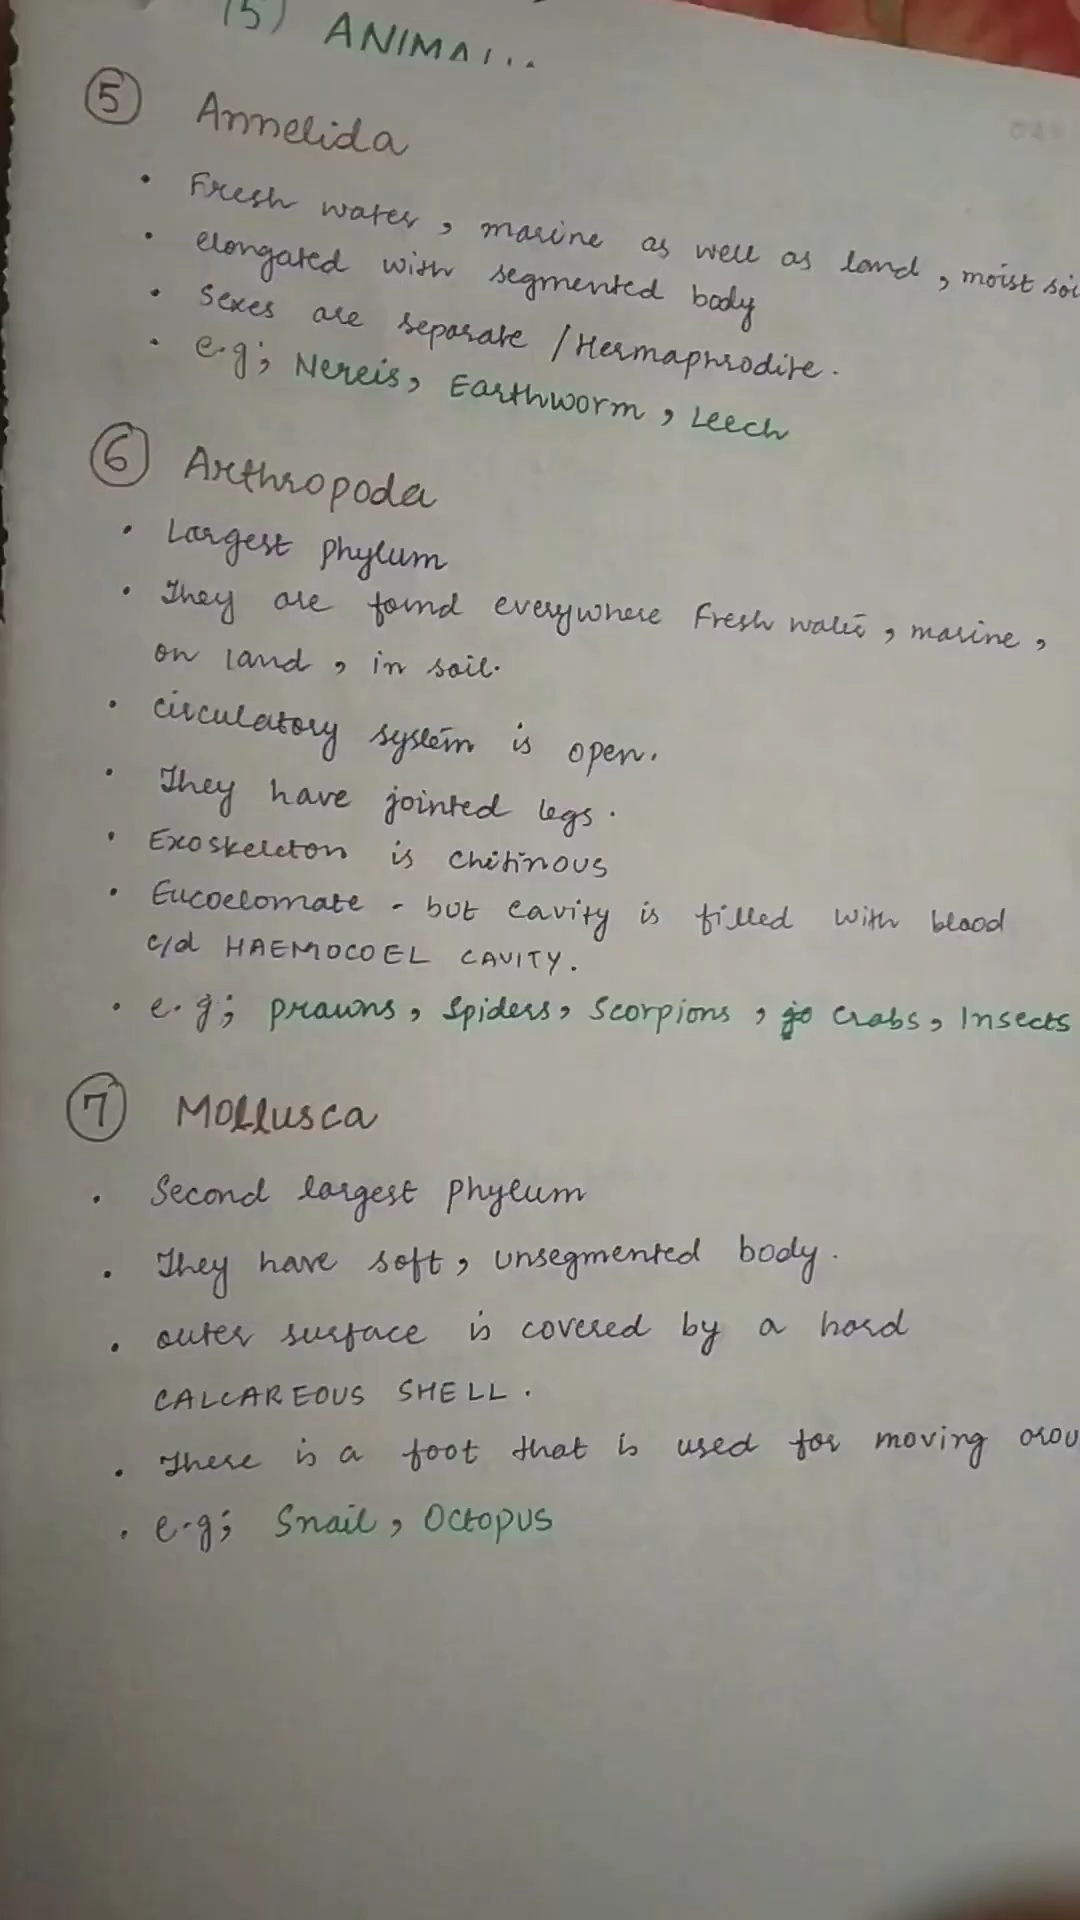 (5) ANIMAL..
⑤ Annelida
• Fresh water, marine as well as land, moist soi
• elongated with segmented body
• Sexes are separate / Hermaphrodite.
• e.g; Nereis, Earthworm, Leech
⑥ Arthropoda
• Largest phylum
• They are found everywhere Fresh water, marine,
on land, in soil.
• circulatory system is open.
• They have jointed legs.
• Exoskeleton is chitinous
• Eucoelomate - but cavity is filled with blood
c/d HAEMOCOEL CAVITY.
• e.g; prawns, spiders, Scorpions, crabs, Insects
⑦ Mollusca
• Second largest phylum
• They have soft, unsegmented body.
• outer surface is covered by a hard
CALCAREOUS SHELL.
• There is a foot that is used for moving arou
• e.g; Snail, Octopus